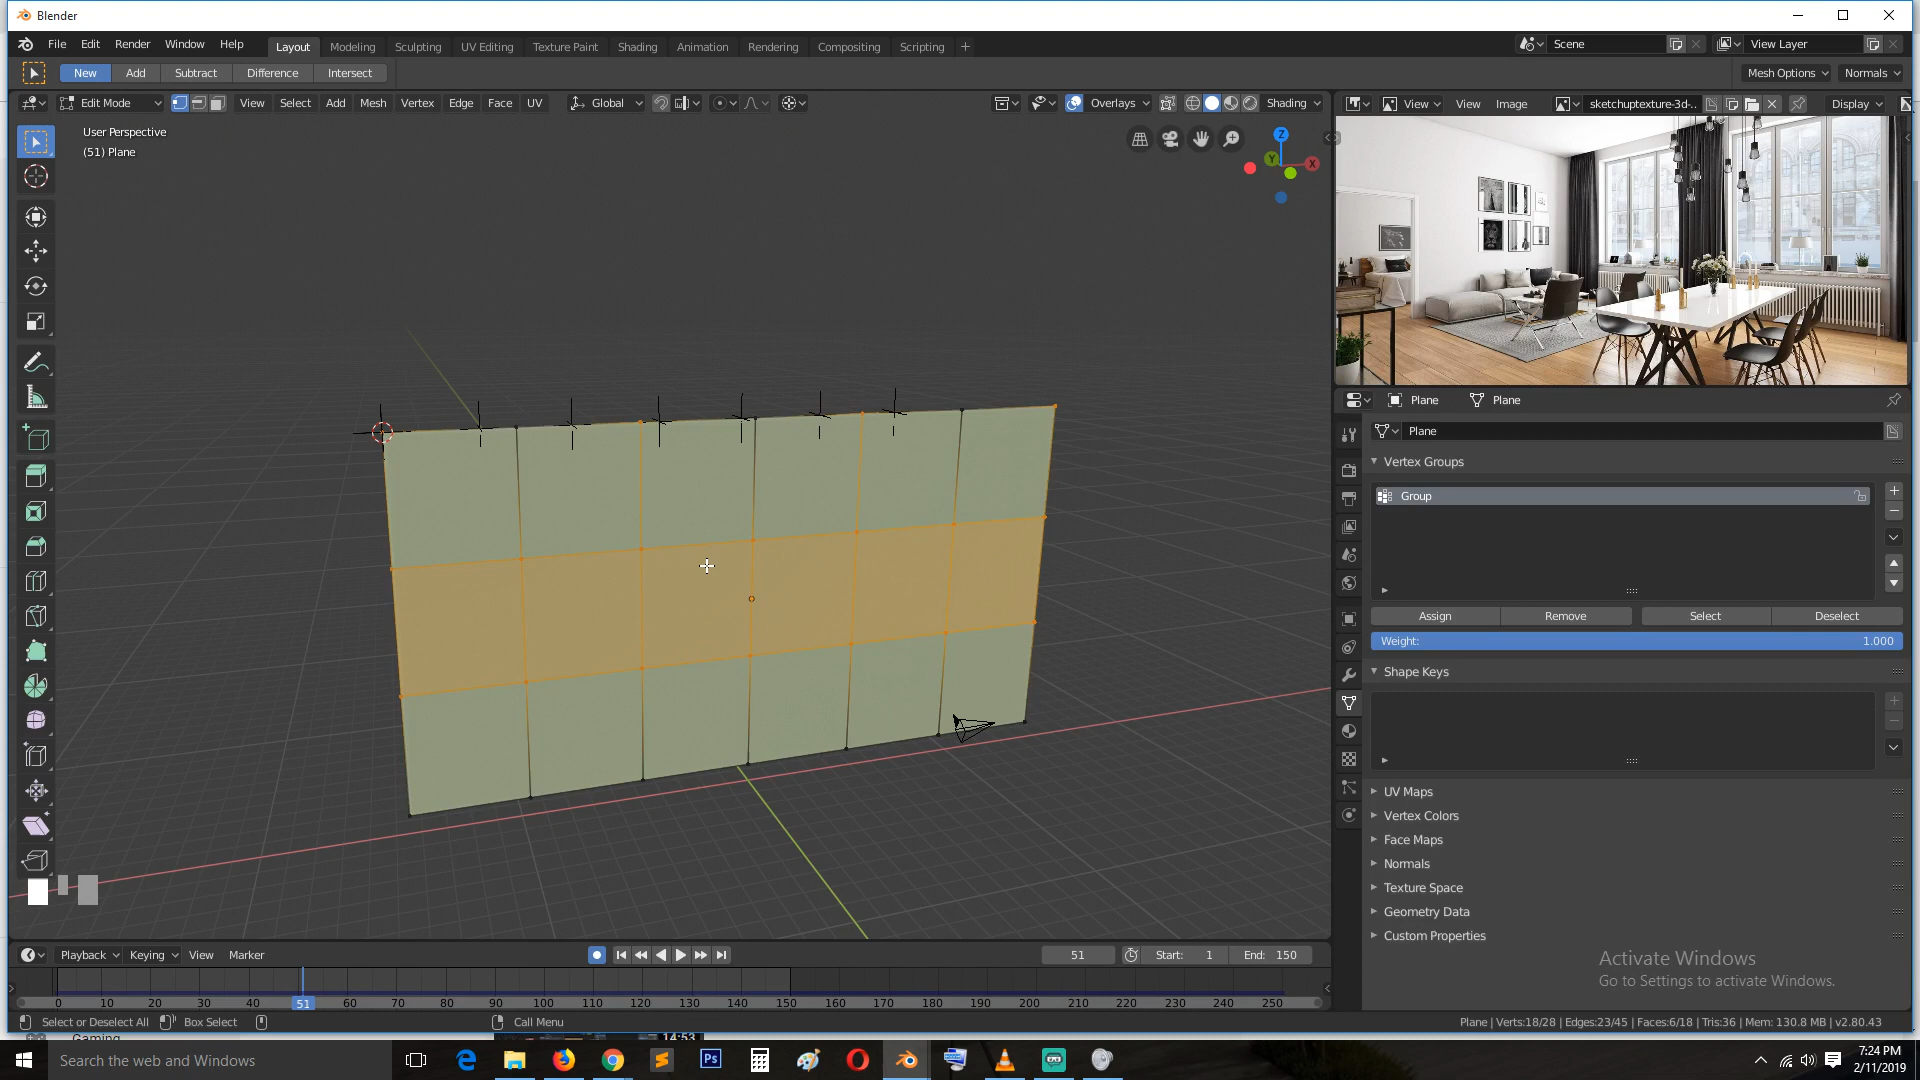 Blender
File Edit Render Window Help Layout Modeling Sculpting UV Editing Texture Paint Shading Animation Rendering Compositing Scripting + Scene View Layer
New Add Subtract Difference Intersect Mesh Options Normals
Edit Mode View Select Add Mesh Vertex Edge Face UV Global Overlays Shading View View Image sketchuptexture-3d-.. Display
User Perspective
(51) Plane
Z
Y
X
Plane Plane
Plane
Vertex Groups
Group
Assign Remove Select Deselect
Weight: 1.000
Shape Keys
UV Maps
Vertex Colors
Face Maps
Normals
Texture Space
Geometry Data
Custom Properties
Playback Keying View Marker 51 Start: 1 End: 150
Activate Windows
Go to Settings to activate Windows.
0 10 20 30 40 51 60 70 80 90 100 110 120 130 140 150 160 170 180 190 200 210 220 230 240 250
Select or Deselect All Box Select Call Menu Plane | Verts:18/28 | Edges:23/45 | Faces:6/18 | Tris:36 | Mem: 130.8 MB | v2.80.43
Gaming 14:53
Search the web and Windows Ps
7:24 PM
2/11/2019